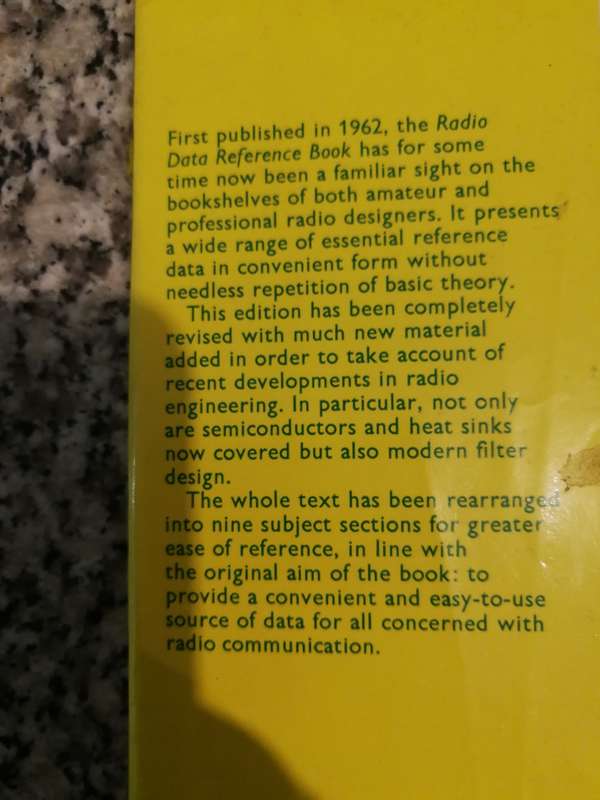 First published in 1962, the Radio
Data Reference Book has for some
time now been a familiar sight on the
bookshelves of both amateur and
professional radio designers. It presents
a wide range of essential reference
data in convenient form without
needless repetition of basic theory.
This edition has been completely
revised with much new material
added in order to take account of
recent developments in radio
engineering. In particular, not only
are semiconductors and heat sinks
now covered but also modern filter
design.
The whole text has been rearranged
into nine subject sections for greater
ease of reference, in line with
the original aim of the book: to
provide a convenient and easy-to-use
source of data for all concerned with
radio communication.